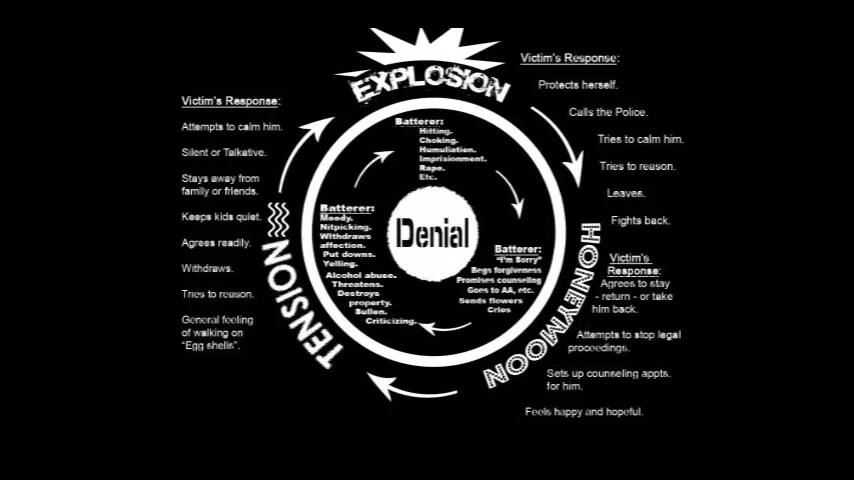 EXPLOSION
Victim's Response:
Protects herself.
Calls the Police.
Tries to calm him.
Tries to reason.
Leaves.
Fights back.
Victim's Response:
Attempts to calm him.
Silent or Talkative.
Stays away from
family or friends.
Keeps kids quiet.
Agrees readily.
Withdraws.
Tries to reason.
General feeling
of walking on
"Egg shells".
Batterer:
Hitting.
Choking.
Humuliation.
Imprisionment.
Rape.
Etc.
Batterer:
Moody.
Nitpicking.
Withdraws
affection.
Put downs.
Yelling.
Alcohol abuse.
Threatens.
Destroys
property.
Sullen.
Criticizing.
Denial
Batterer:
"I'm Sorry"
Begs forgiveness
Promises counseling
Goes to AA, etc.
Sends flowers
Cries
TENSION
HONEYMOON
Victim's
Response:
Agrees to stay
- return - or take
him back.
Attempts to stop legal
proceedings.
Sets up counseling appts.
for him.
Feels happy and hopeful.